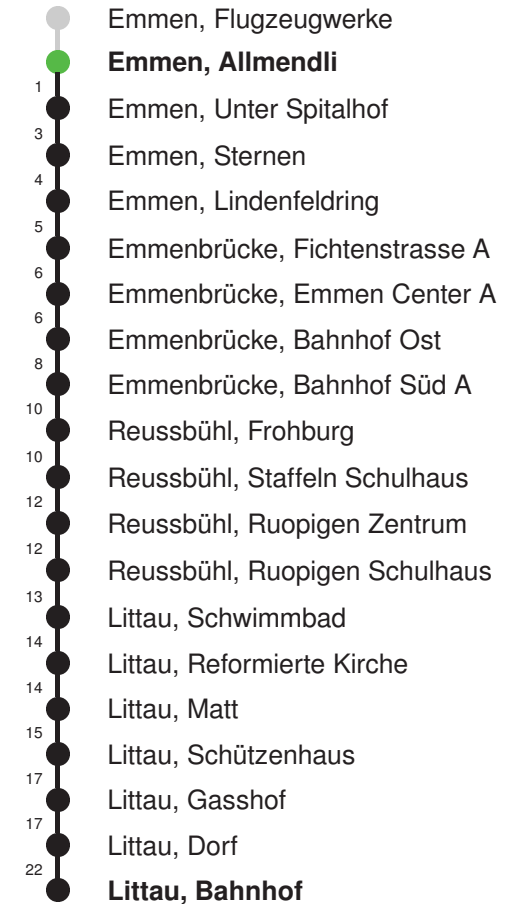 Emmen, Flugzeugwerke
Emmen, Allmendli
1
Emmen, Unter Spitalhof
3
Emmen, Sternen
4
Emmen, Lindenfeldring
5
Emmenbrücke, Fichtenstrasse A
6
Emmenbrücke, Emmen Center A
6
Emmenbrücke, Bahnhof Ost
8
Emmenbrücke, Bahnhof Süd A
10
Reussbühl, Frohburg
10
Reussbühl, Staffeln Schulhaus
12
Reussbühl, Ruopigen Zentrum
12
Reussbühl, Ruopigen Schulhaus
13
Littau, Schwimmbad
14
Littau, Reformierte Kirche
14
Littau, Matt
15
Littau, Schützenhaus
17
Littau, Gasshof
17
Littau, Dorf
22
Littau, Bahnhof